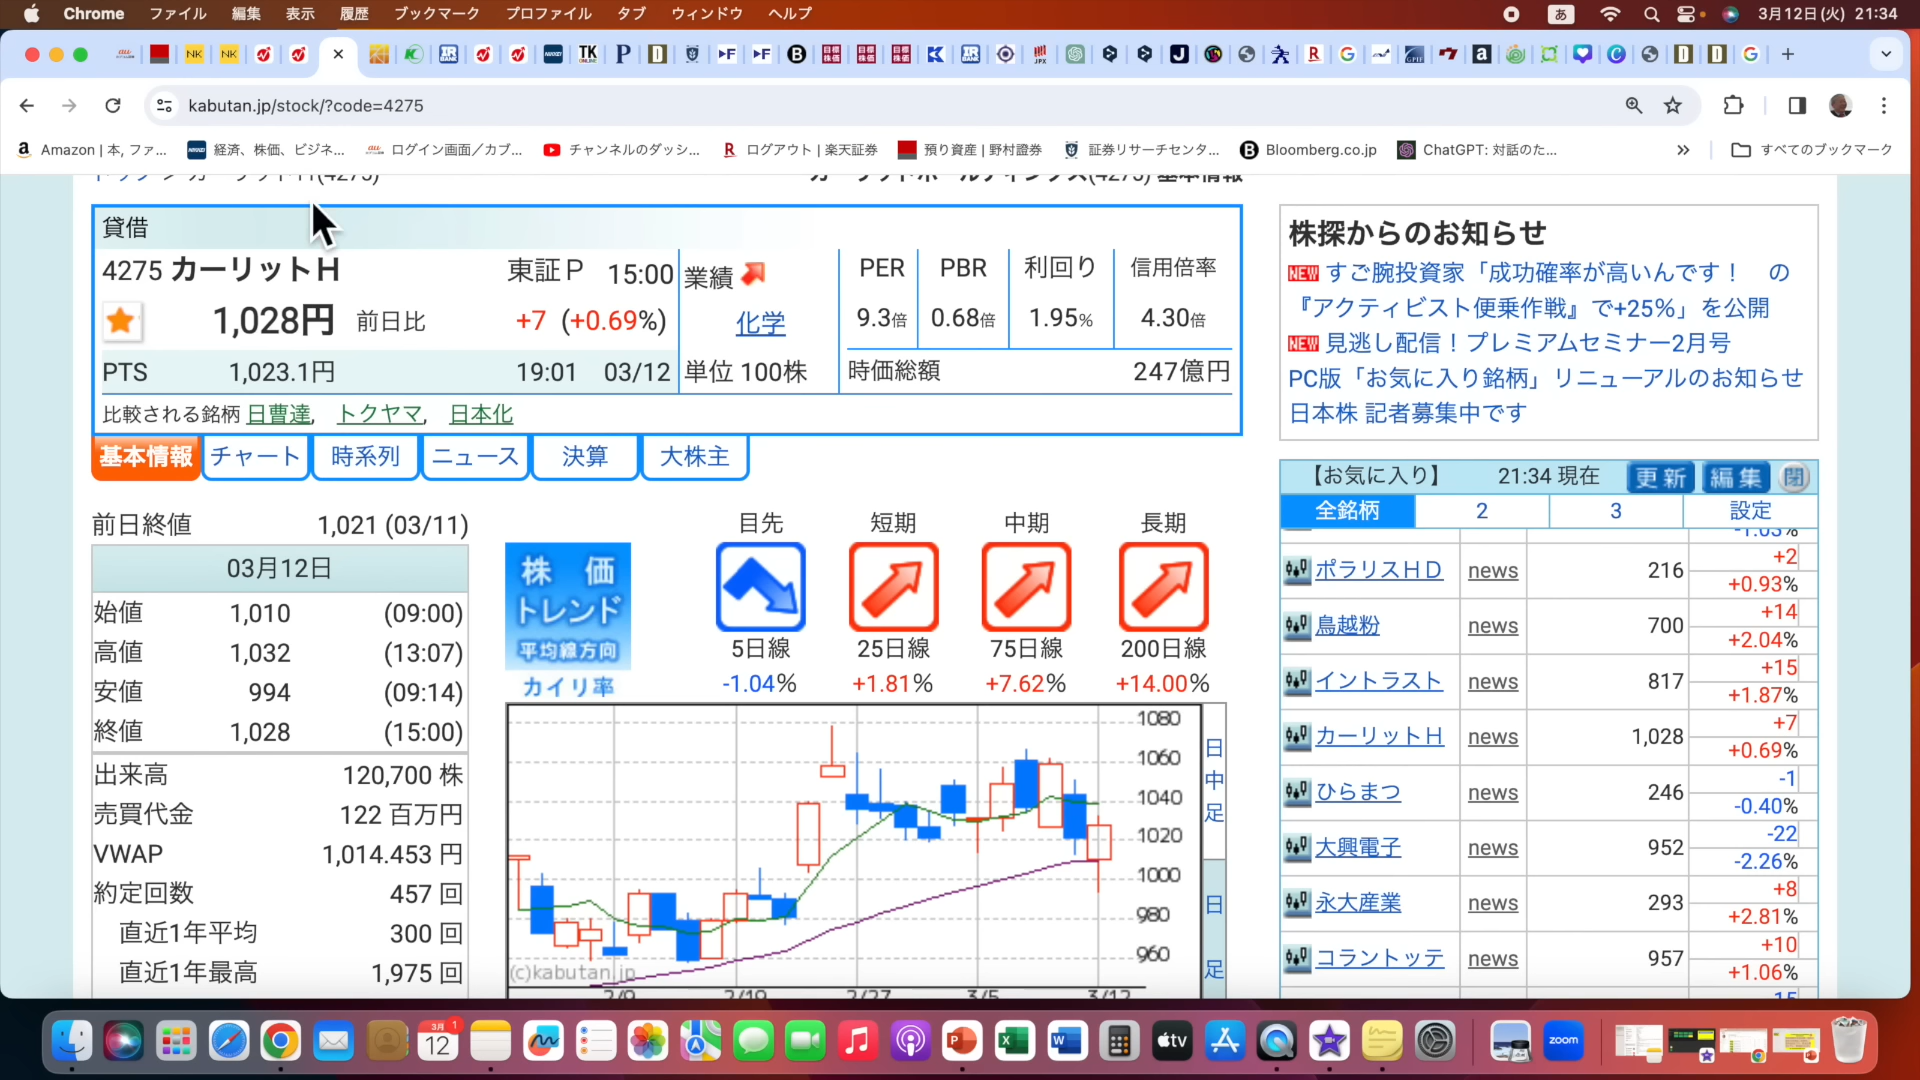 Chrome ファイル 編集 表示 履歴 ブックマーク プロファイル タブ ウィンドウ ヘルプ あ 3月12日(火) 21:34
kabutan.jp/stock/?code=4275
Amazon | 本, ファ... 経済、株価、ビジネ... ログイン画面／カブ... チャンネルのダッシ... ログアウト | 楽天証券 預り資産 | 野村證券 証券リサーチセンタ... Bloomberg.co.jp ChatGPT: 対話のた... » すべてのブックマーク
貸借
4275 カーリットＨ 東証Ｐ 15:00
1,028円 前日比 +7 (+0.69%)
PTS 1,023.1円 19:01 03/12
業績
化学
単位 100株
PER PBR 利回り 信用倍率
9.3倍 0.68倍 1.95% 4.30倍
時価総額 247億円
比較される銘柄 日曹達, トクヤマ, 日本化
基本情報 チャート 時系列 ニュース 決算 大株主
前日終値 1,021 (03/11)
03月12日
始値 1,010 (09:00)
高値 1,032 (13:07)
安値 994 (09:14)
終値 1,028 (15:00)
出来高 120,700 株
売買代金 122 百万円
VWAP 1,014.453 円
約定回数 457 回
直近1年平均 300 回
直近1年最高 1,975 回
株価
トレンド
平均線方向
カイリ率
目先 短期 中期 長期
5日線 25日線 75日線 200日線
-1.04% +1.81% +7.62% +14.00%
1080
1060
1040
1020
1000
980
960
(c)kabutan.jp
2/9 2/19 2/27 3/5 3/12
日中足
日足
株探からのお知らせ
NEW すご腕投資家「成功確率が高いんです！ の
『アクティビスト便乗作戦』で+25%」を公開
NEW 見逃し配信！プレミアムセミナー2月号
PC版「お気に入り銘柄」リニューアルのお知らせ
日本株 記者募集中です
【お気に入り】 21:34 現在 更新 編集 閉
全銘柄 2 3 設定
ポラリスＨＤ news 216 +2
+0.93%
鳥越粉 news 700 +14
+2.04%
イントラスト news 817 +15
+1.87%
カーリットＨ news 1,028 +7
+0.69%
ひらまつ news 246 -1
-0.40%
大興電子 news 952 -22
-2.26%
永大産業 news 293 +8
+2.81%
コラントッテ news 957 +10
+1.06%
3月 12 1
tv
zoom